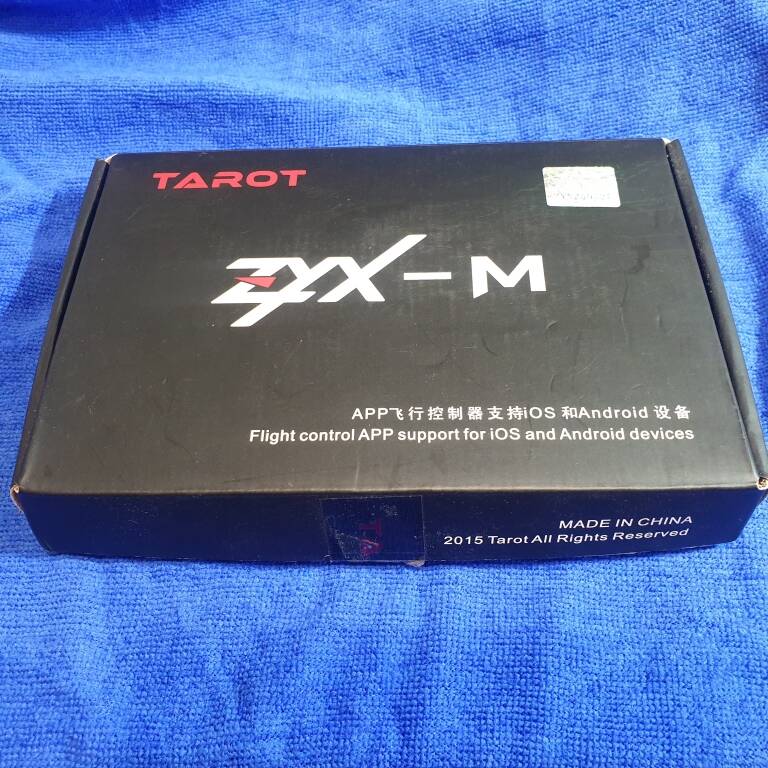 TAROT
ZYX-M
APP飞行控制器支持iOS 和Android 设备
Flight control APP support for iOS and Android devices
MADE IN CHINA
2015 Tarot All Rights Reserved
TA